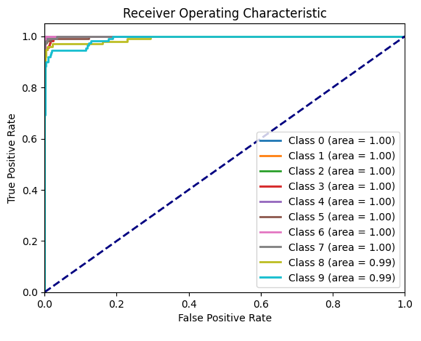 Receiver Operating Characteristic
True Positive Rate
1.0
0.8
0.6
0.4
0.2
0.0
Class 0 (area = 1.00)
Class 1 (area = 1.00)
Class 2 (area = 1.00)
Class 3 (area = 1.00)
Class 4 (area = 1.00)
Class 5 (area = 1.00)
Class 6 (area = 1.00)
Class 7 (area = 1.00)
Class 8 (area = 0.99)
Class 9 (area = 0.99)
0.0 0.2 0.4 0.6 0.8 1.0
False Positive Rate